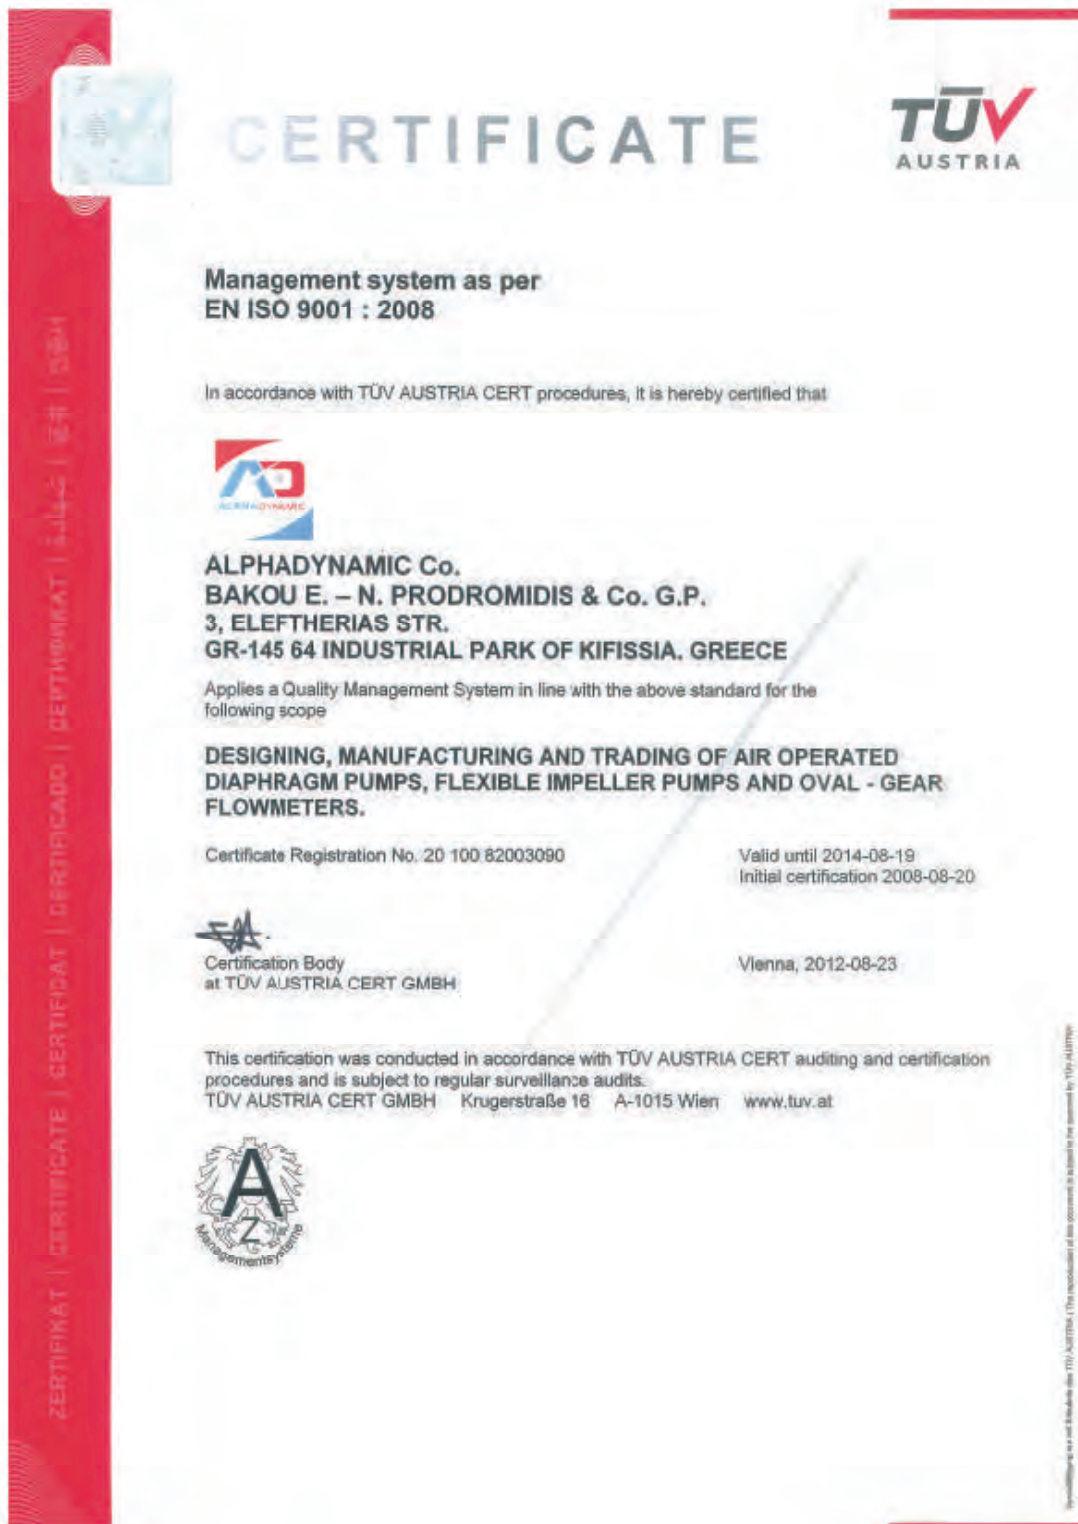 CERTIFICATE
TÜV
AUSTRIA
Management system as per
EN ISO 9001 : 2008
In accordance with TÜV AUSTRIA CERT procedures, it is hereby certified that
AD
ALPHADYNAMIC
ALPHADYNAMIC Co.
BAKOU E. – N. PRODROMIDIS & Co. G.P.
3, ELEFTHERIAS STR.
GR-145 64 INDUSTRIAL PARK OF KIFISSIA. GREECE
Applies a Quality Management System in line with the above standard for the
following scope
DESIGNING, MANUFACTURING AND TRADING OF AIR OPERATED
DIAPHRAGM PUMPS, FLEXIBLE IMPELLER PUMPS AND OVAL - GEAR
FLOWMETERS.
Certificate Registration No. 20 100 82003090
Valid until 2014-08-19
Initial certification 2008-08-20
Certification Body
at TÜV AUSTRIA CERT GMBH
Vienna, 2012-08-23
This certification was conducted in accordance with TÜV AUSTRIA CERT auditing and certification
procedures and is subject to regular surveillance audits.
TÜV AUSTRIA CERT GMBH Krugerstraße 16 A-1015 Wien www.tuv.at
A
Z
Managementsysteme
ZERTIFIKAT | CERTIFICATE | CERTIFICAT | CERTIFICADO | СЕРТИФИКАТ | شهادة